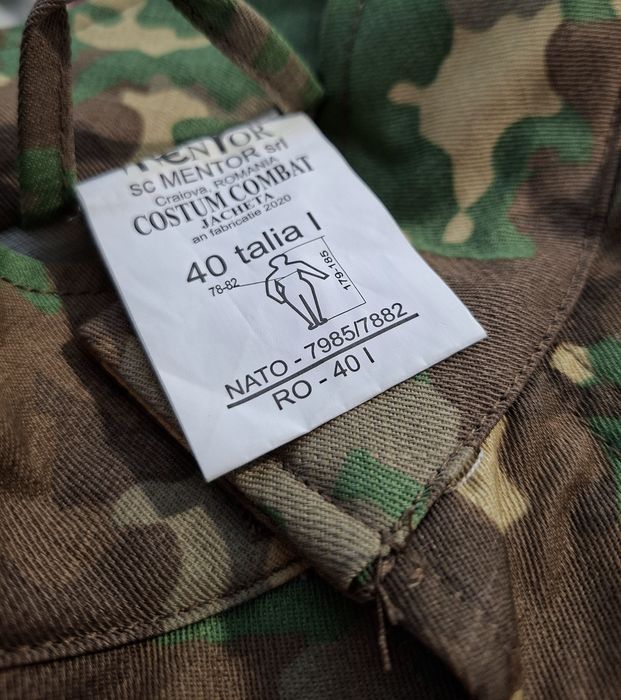 MENTOR
SC MENTOR Srl
Craiova, ROMANIA
COSTUM COMBAT
JACHETA
an fabricatie 2020
40 talia I
78-82
179-185
NATO - 7985/7882
RO - 40 I